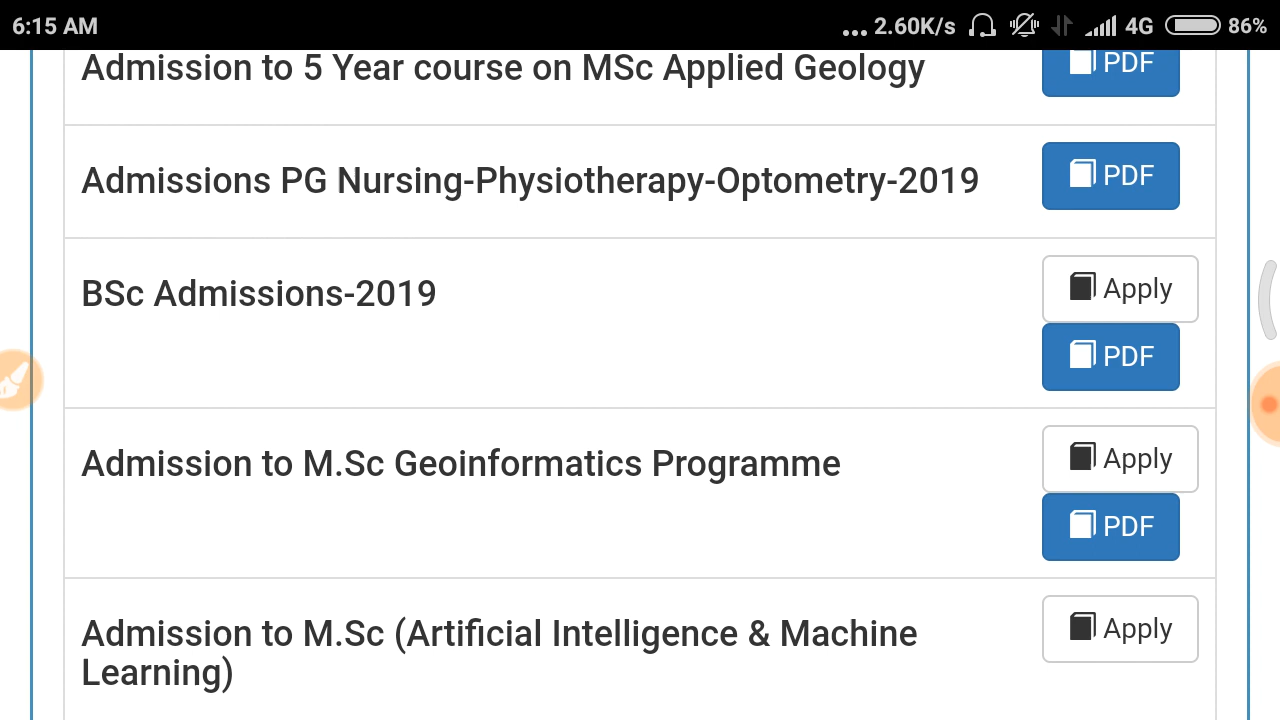 6:15 AM ... 2.60K/s 4G 86%
Admission to 5 Year course on MSc Applied Geology PDF
Admissions PG Nursing-Physiotherapy-Optometry-2019 PDF
BSc Admissions-2019 Apply
PDF
Admission to M.Sc Geoinformatics Programme Apply
PDF
Admission to M.Sc (Artificial Intelligence & Machine Apply
Learning)